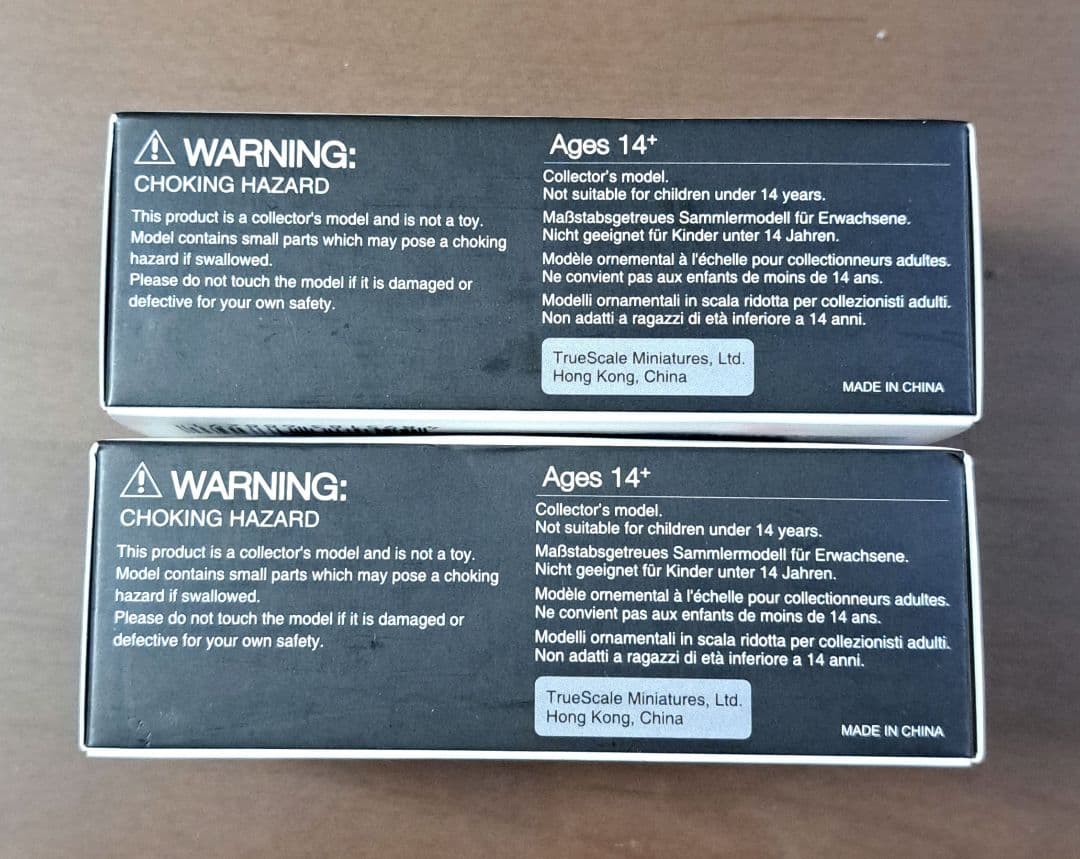 WARNING:
CHOKING HAZARD
This product is a collector's model and is not a toy.
Model contains small parts which may pose a choking
hazard if swallowed.
Please do not touch the model if it is damaged or
defective for your own safety.
Ages 14+
Collector's model.
Not suitable for children under 14 years.
Maßstabsgetreues Sammlermodell für Erwachsene.
Nicht geeignet für Kinder unter 14 Jahren.
Modèle ornemental à l'échelle pour collectionneurs adultes.
Ne convient pas aux enfants de moins de 14 ans.
Modelli ornamentali in scala ridotta per collezionisti adulti.
Non adatti a ragazzi di età inferiore a 14 anni.
TrueScale Miniatures, Ltd.
Hong Kong, China
MADE IN CHINA
WARNING:
CHOKING HAZARD
This product is a collector's model and is not a toy.
Model contains small parts which may pose a choking
hazard if swallowed.
Please do not touch the model if it is damaged or
defective for your own safety.
Ages 14+
Collector's model.
Not suitable for children under 14 years.
Maßstabsgetreues Sammlermodell für Erwachsene.
Nicht geeignet für Kinder unter 14 Jahren.
Modèle ornemental à l'échelle pour collectionneurs adultes.
Ne convient pas aux enfants de moins de 14 ans.
Modelli ornamentali in scala ridotta per collezionisti adulti.
Non adatti a ragazzi di età inferiore a 14 anni.
TrueScale Miniatures, Ltd.
Hong Kong, China
MADE IN CHINA